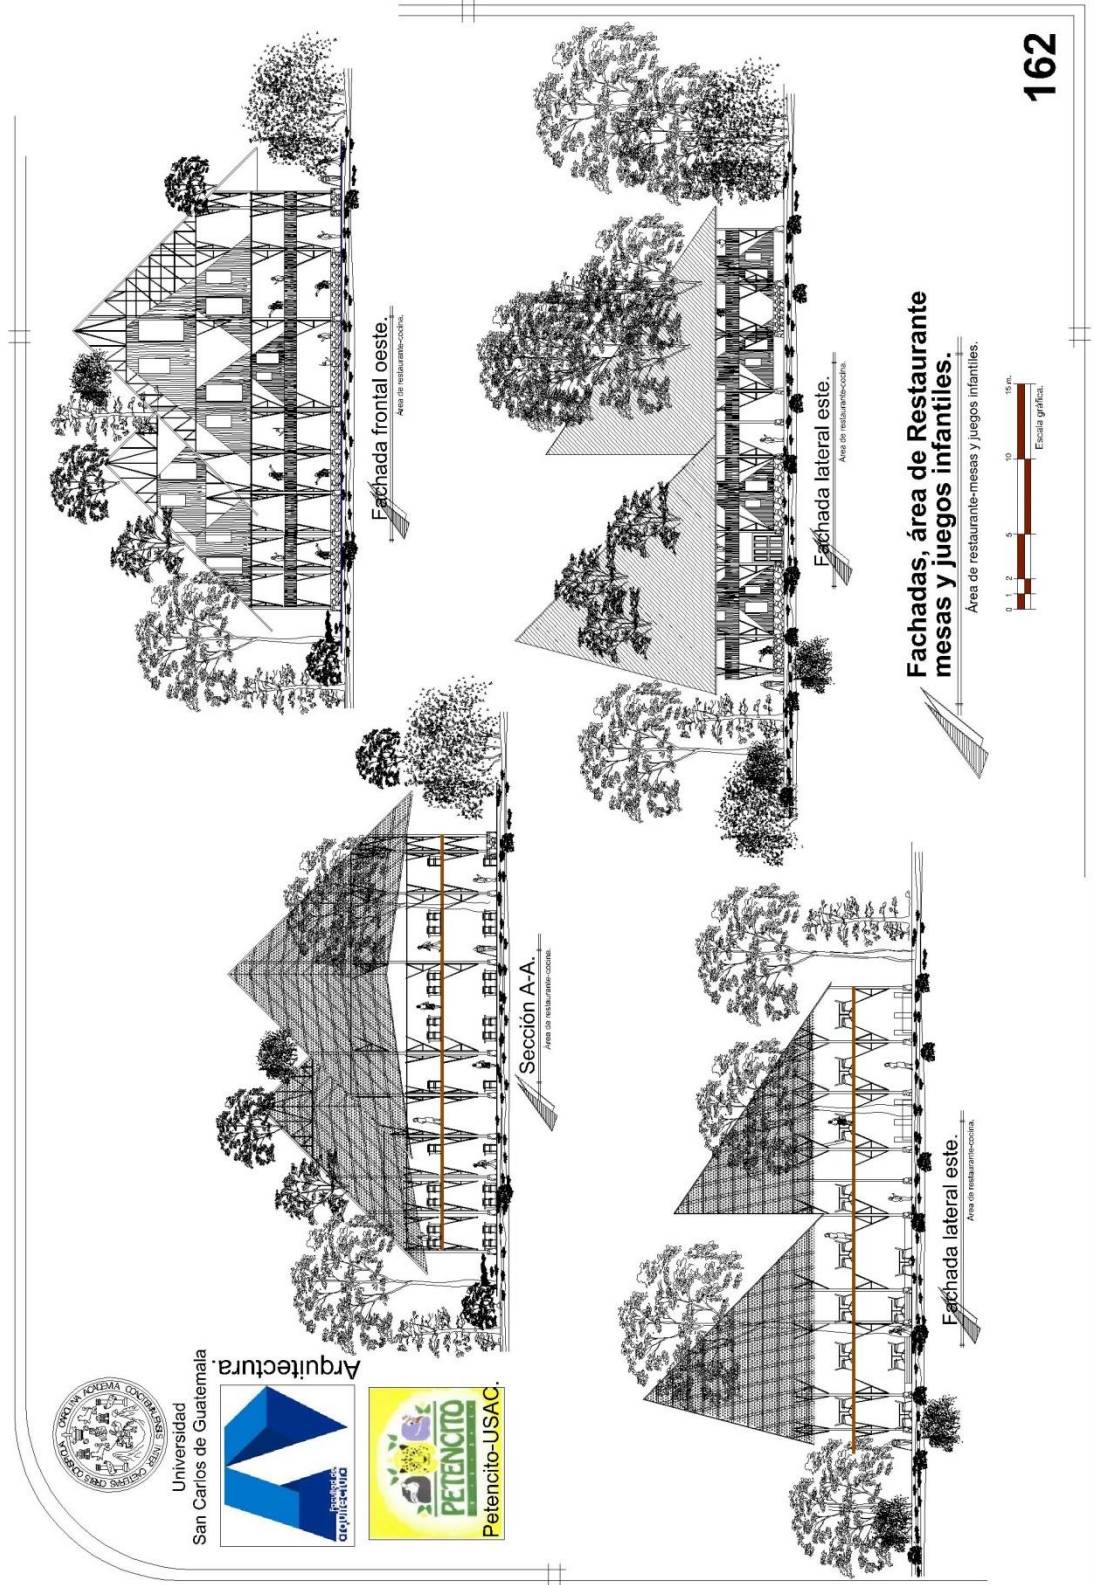 Universidad
San Carlos de Guatemala
Facultad de
arquitectura
Arquitectura.
PETENCITO
Petencito-USAC.
Sección A-A.
Área de restaurante-cocina.
Fachada frontal oeste.
Área de restaurante-cocina.
Fachada lateral este.
Área de restaurante-cocina.
Fachada lateral este.
Área de restaurante-cocina.
Fachadas, área de Restaurante
mesas y juegos infantiles.
Área de restaurante-mesas y juegos infantiles.
0 1 2 5 10 15 m.
Escala gráfica.
162